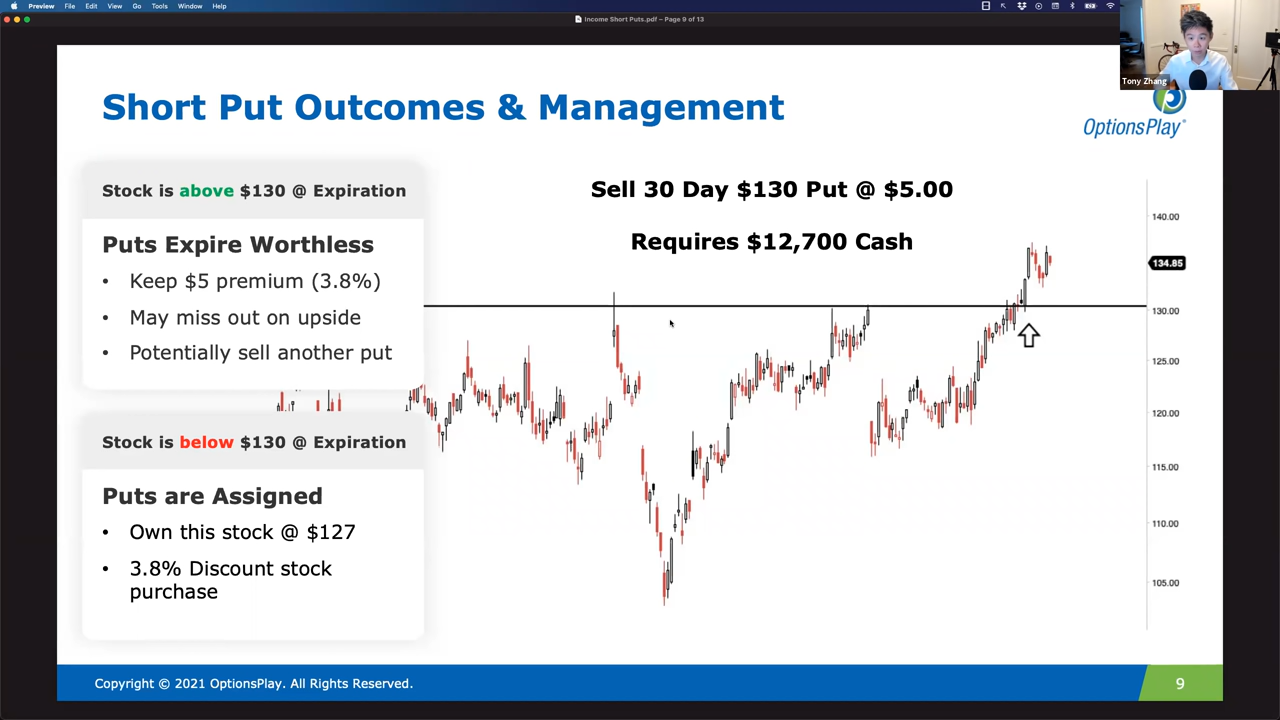 Preview File Edit View Go Tools Window Help
Income Short Puts.pdf – Page 9 of 13
Tony Zhang
Short Put Outcomes & Management
OptionsPlay
Stock is above $130 @ Expiration
Puts Expire Worthless
• Keep $5 premium (3.8%)
• May miss out on upside
• Potentially sell another put
Stock is below $130 @ Expiration
Puts are Assigned
• Own this stock @ $127
• 3.8% Discount stock
purchase
Sell 30 Day $130 Put @ $5.00
Requires $12,700 Cash
140.00
134.85
130.00
125.00
120.00
115.00
110.00
105.00
Copyright © 2021 OptionsPlay. All Rights Reserved.
9